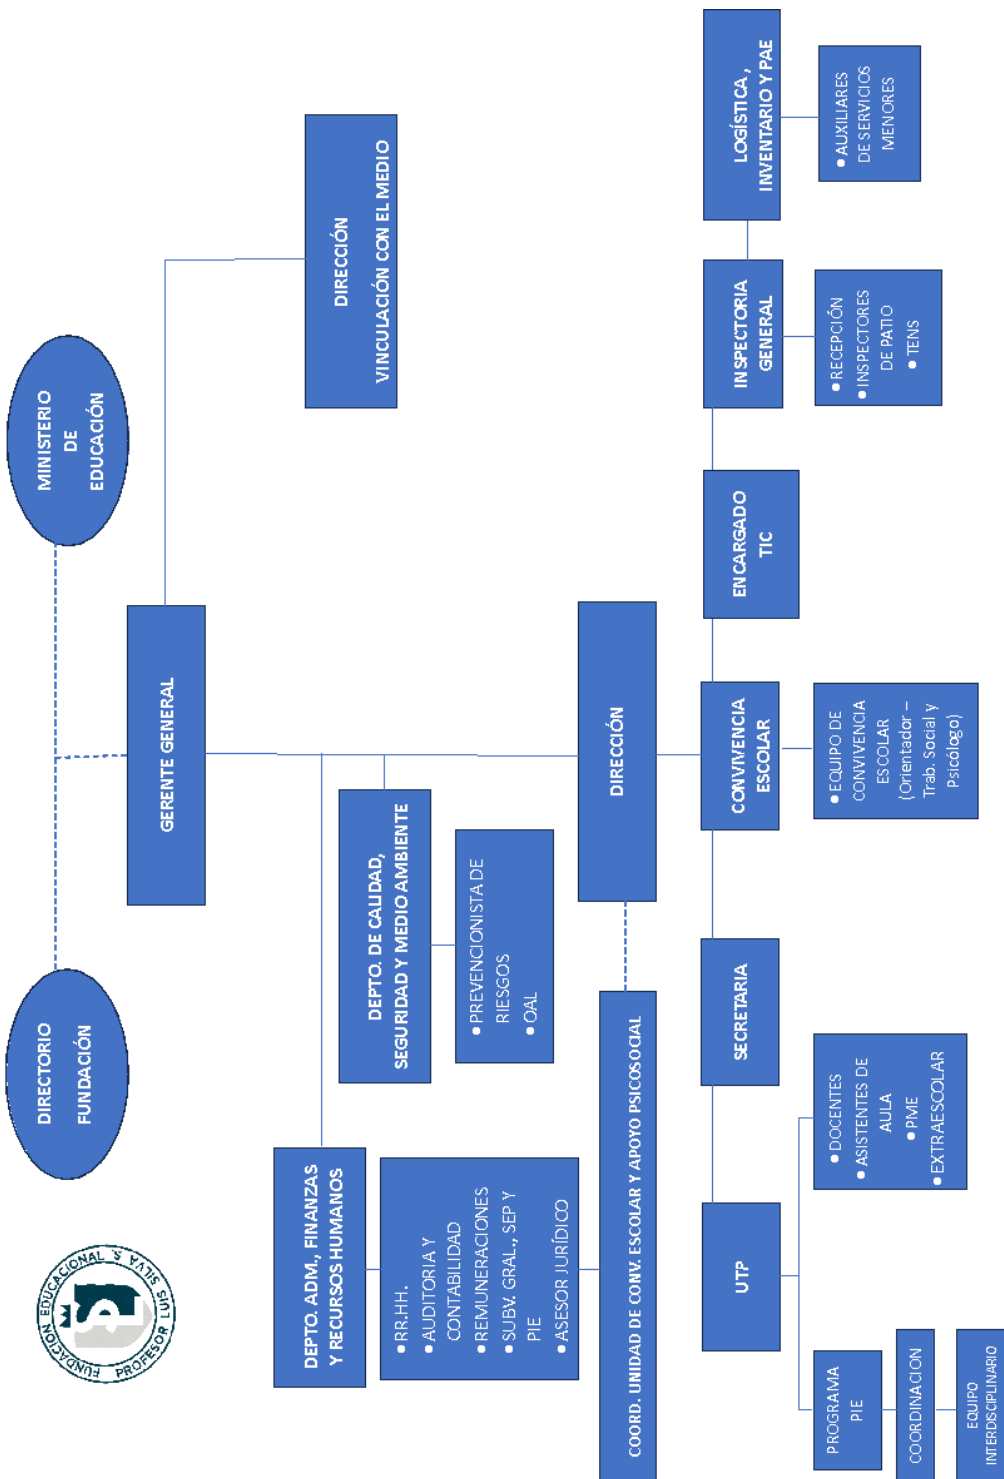 FUNDACIÓN EDUCACIONAL
PROFESOR LUIS SILVA S.
DIRECTORIO
FUNDACIÓN
MINISTERIO
DE
EDUCACIÓN
GERENTE GENERAL
DIRECCIÓN
VINCULACIÓN CON EL MEDIO
DEPTO. ADM., FINANZAS
Y RECURSOS HUMANOS
• RR.HH.
• AUDITORIA Y
CONTABILIDAD
• REMUNERACIONES
• SUBV. GRAL., SEP Y
PIE
• ASESOR JURÍDICO
DEPTO. DE CALIDAD,
SEGURIDAD Y MEDIO AMBIENTE
• PREVENCIONISTA DE
RIESGOS
• OAL
DIRECCIÓN
COORD. UNIDAD DE CONV. ESCOLAR Y APOYO PSICOSOCIAL
UTP
SECRETARIA
CONVIVENCIA
ESCOLAR
ENCARGADO
TIC
INSPECTORIA
GENERAL
LOGÍSTICA ,
INVENTARIO Y PAE
PROGRAMA
PIE
COORDINACION
EQUIPO
INTERDISCIPLINARIO
• DOCENTES
• ASISTENTES DE
AULA
• PME
• EXTRAESCOLAR
• EQUIPO DE
CONVIVENCIA
ESCOLAR
(Orientador –
Trab. Social y
Psicólogo)
• RECEPCIÓN
• INSPECTORES
DE PATIO
• TENS
• AUXILIARES
DE SERVICIOS
MENORES